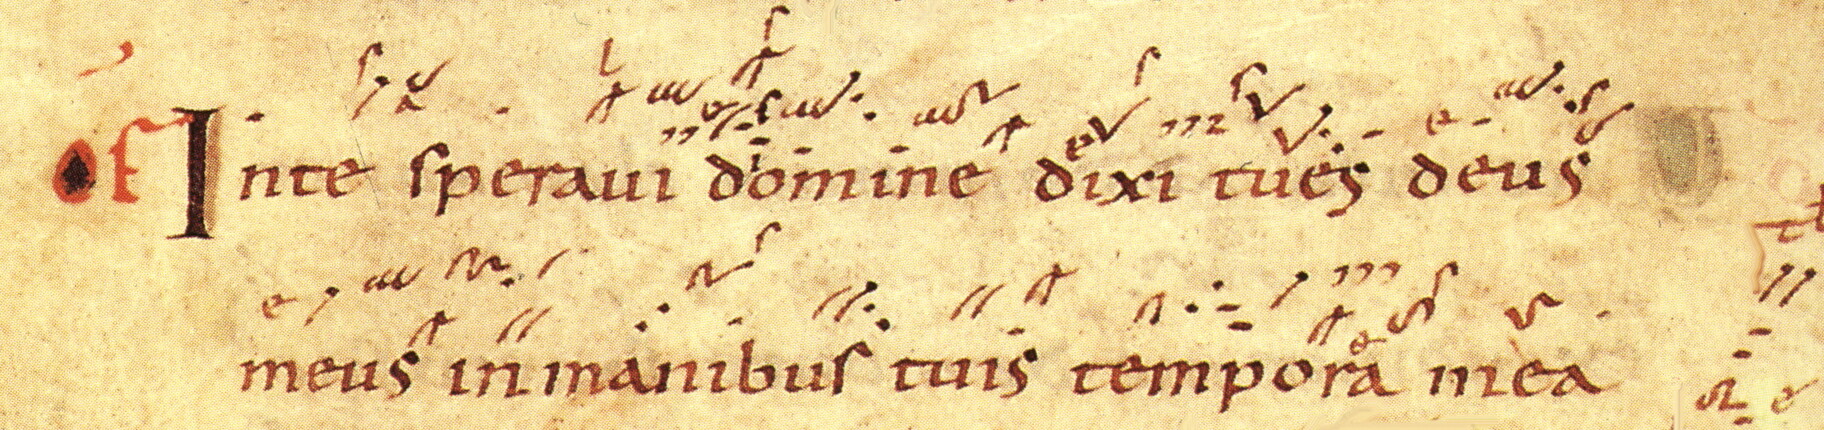 of In te speraui domine dixi tu es deus
meus in manibus tuis tempora mea